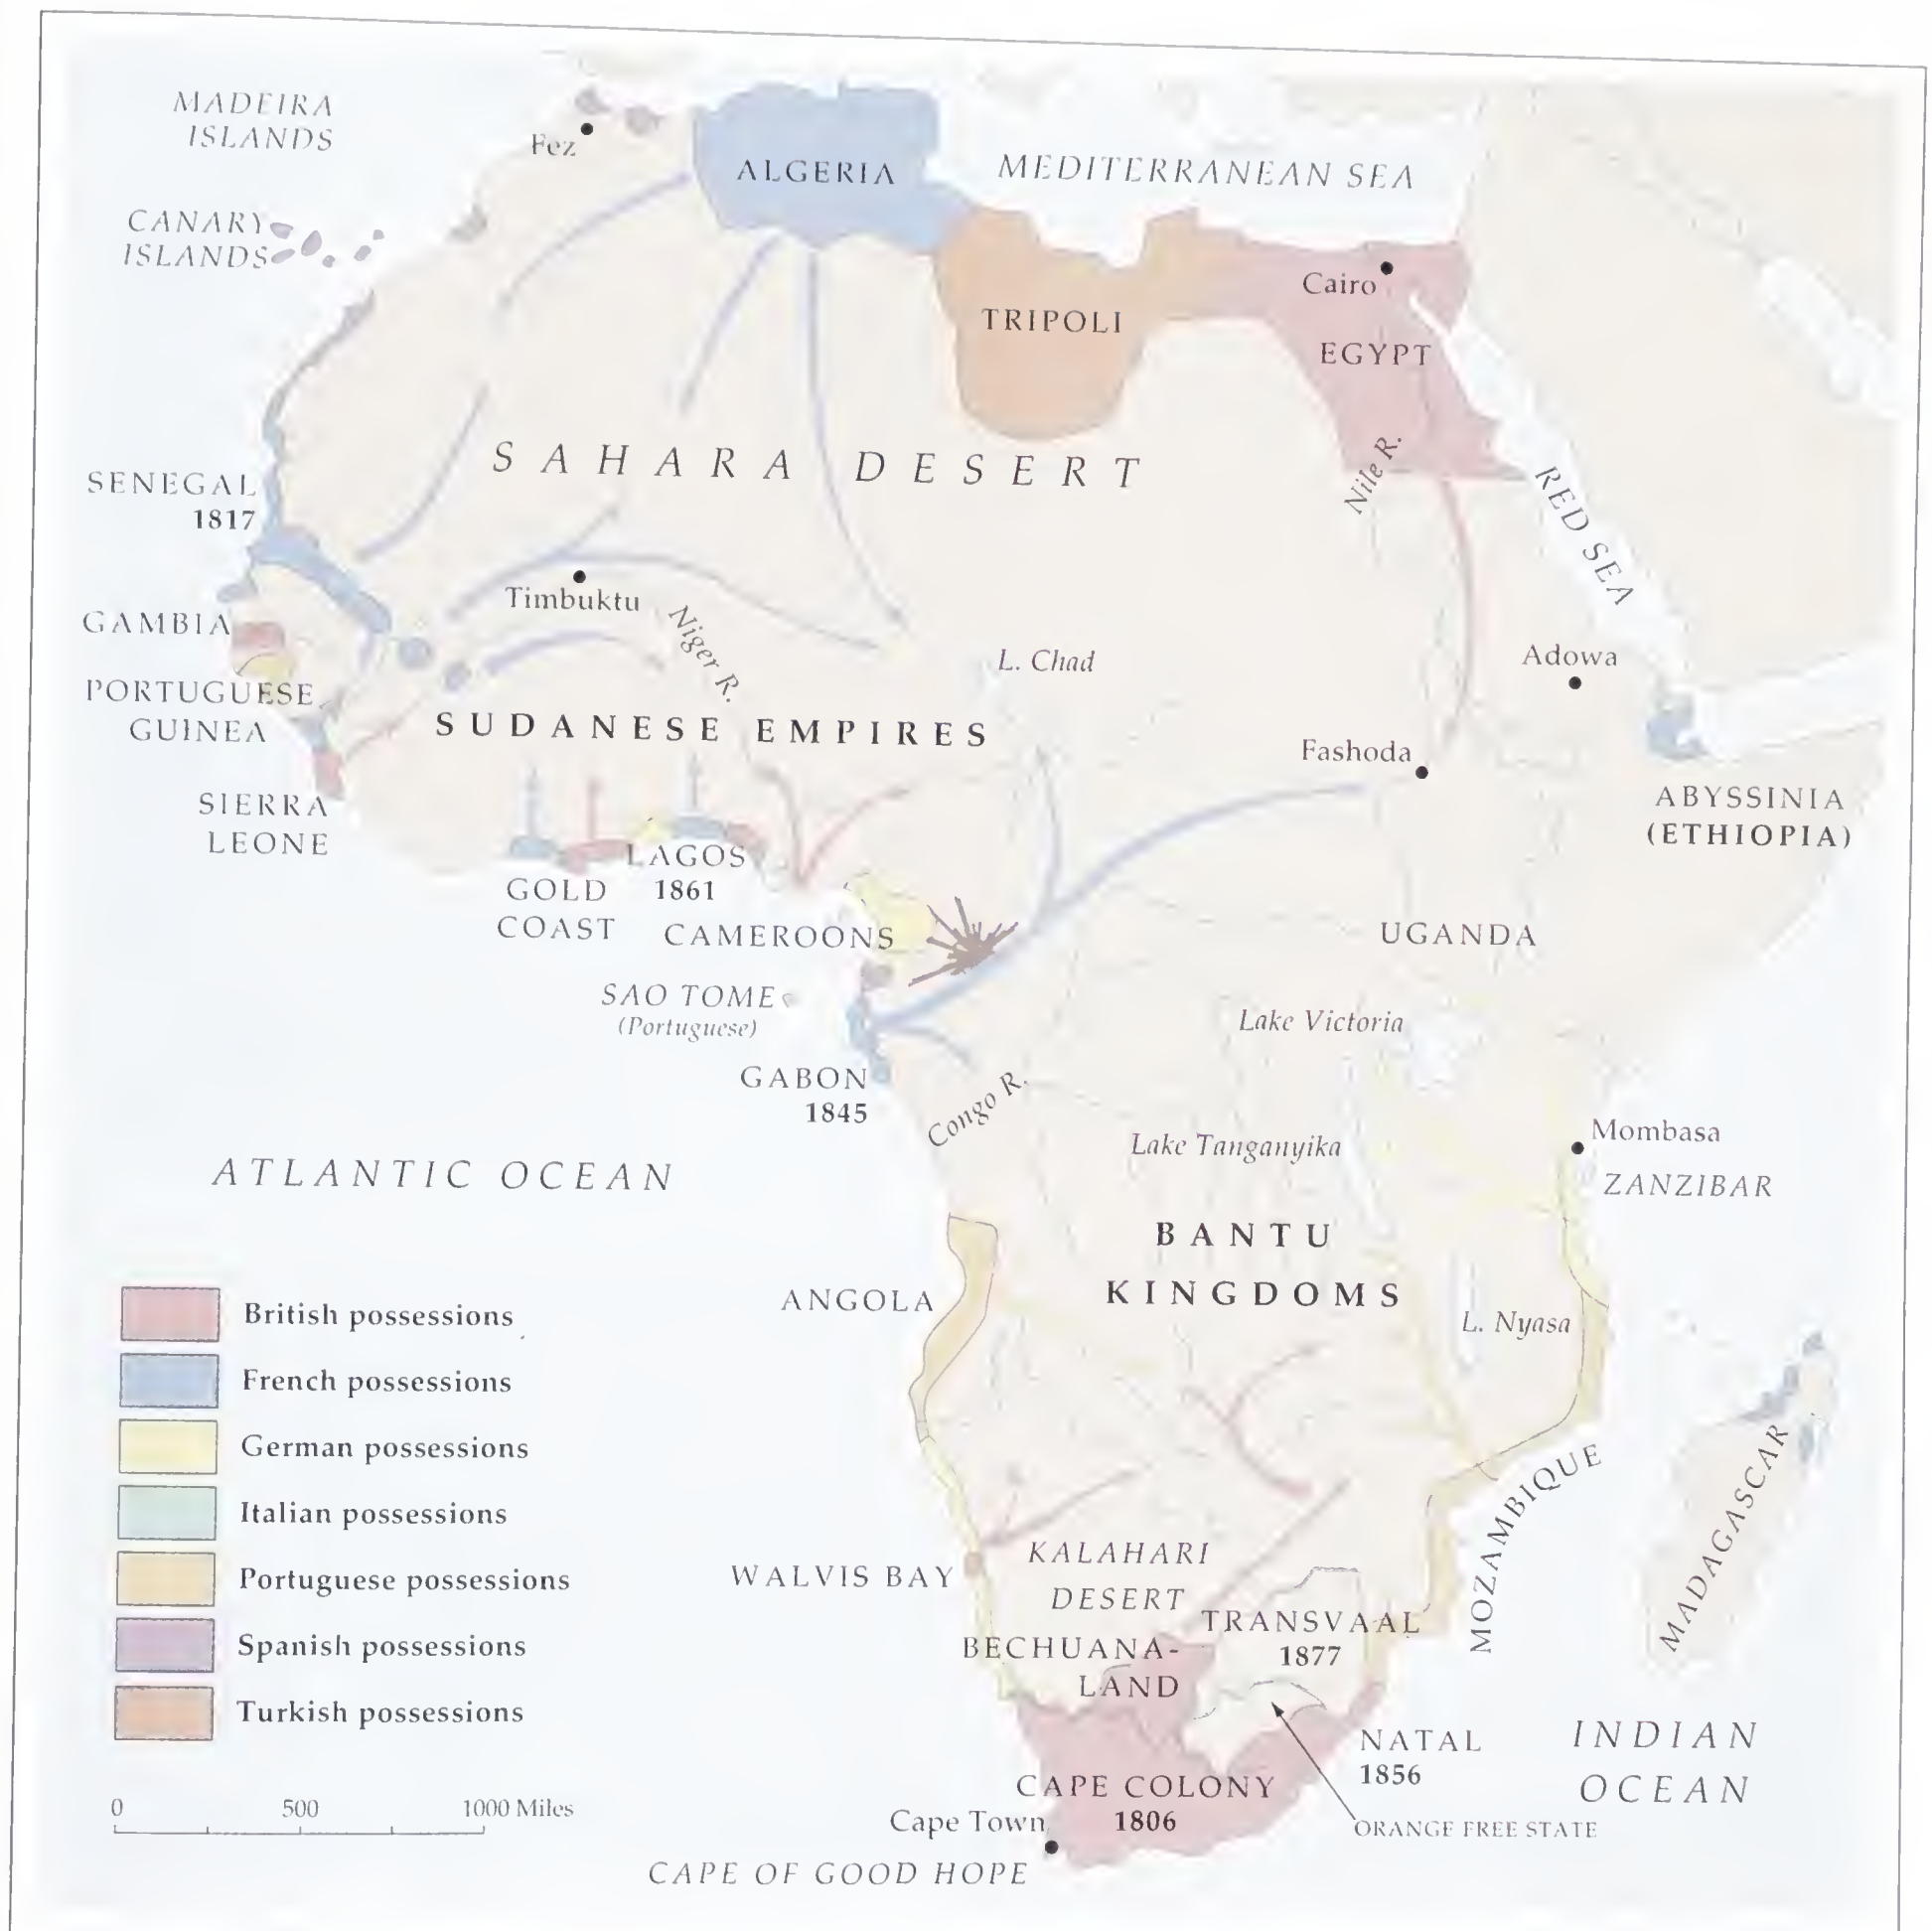 MADEIRA
ISLANDS
Fez
ALGERIA
MEDITERRANEAN SEA
CANARY
ISLANDS
Cairo
TRIPOLI
EGYPT
SAHARA DESERT
Nile R.
RED SEA
SENEGAL
1817
Timbuktu
Niger R.
GAMBIA
L. Chad
Adowa
PORTUGUESE
GUINEA
SUDANESE EMPIRES
Fashoda
SIERRA
LEONE
ABYSSINIA
(ETHIOPIA)
LAGOS
1861
GOLD
COAST
CAMEROONS
UGANDA
SAO TOME
(Portuguese)
Lake Victoria
GABON
1845
Congo R.
Lake Tanganyika
Mombasa
ZANZIBAR
ATLANTIC OCEAN
BANTU
KINGDOMS
ANGOLA
L. Nyasa
British possessions
French possessions
German possessions
Italian possessions
Portuguese possessions
Spanish possessions
Turkish possessions
MOZAMBIQUE
MADAGASCAR
WALVIS BAY
KALAHARI
DESERT
TRANSVAAL
1877
BECHUANA-
LAND
NATAL
1856
INDIAN
OCEAN
CAPE COLONY
1806
Cape Town
ORANGE FREE STATE
CAPE OF GOOD HOPE
0 500 1000 Miles